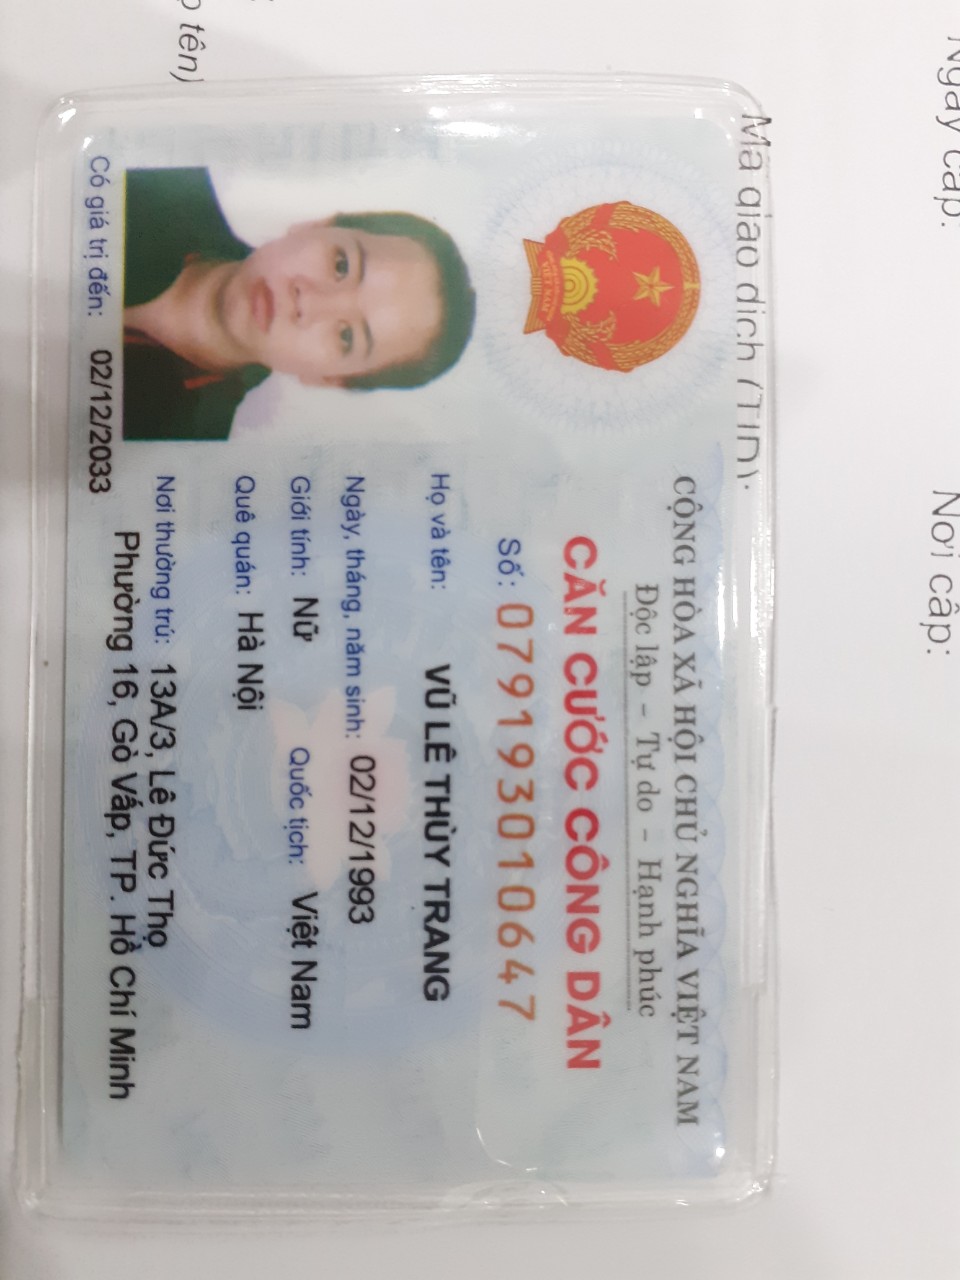 Ngày cấp: Nơi cấp:
Mã giao dịch (TID):
CỘNG HÒA XÃ HỘI CHỦ NGHĨA VIỆT NAM
Độc lập – Tự do – Hạnh phúc
CĂN CƯỚC CÔNG DÂN
Số: 079193010647
Họ và tên: VŨ LÊ THÙY TRANG
Ngày, tháng, năm sinh: 02/12/1993
Giới tính: Nữ Quốc tịch: Việt Nam
Quê quán: Hà Nội
Nơi thường trú: 13A/3, Lê Đức Thọ
Phường 16, Gò Vấp, TP. Hồ Chí Minh
Có giá trị đến: 02/12/2033
VIỆT NAM
tên)